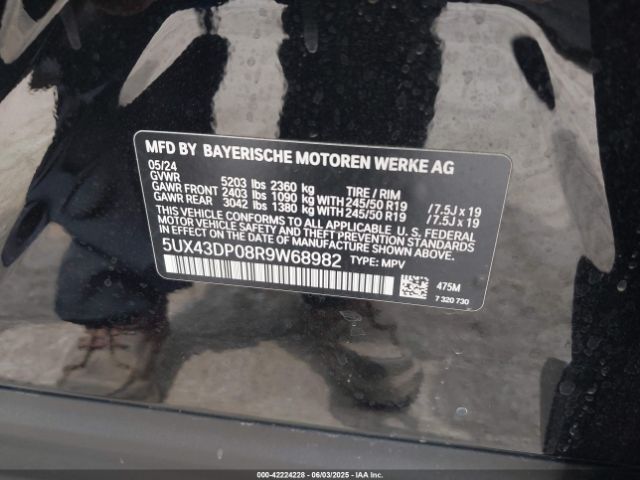 MFD BY BAYERISCHE MOTOREN WERKE AG
05/24
GVWR 5203 lbs 2360 kg TIRE / RIM
GAWR FRONT 2403 lbs 1090 kg WITH 245/50 R19 / 7.5J x 19
GAWR REAR 3042 lbs 1380 kg WITH 245/50 R19 / 7.5J x 19
THIS VEHICLE CONFORMS TO ALL APPLICABLE U.S. FEDERAL
MOTOR VEHICLE SAFETY AND THEFT PREVENTION STANDARDS
IN EFFECT ON THE DATE OF MANUFACTURE SHOWN ABOVE.
5UX43DP08R9W68982 TYPE: MPV
475M
7 320 730
000-42224228 - 06/03/2025 - IAA Inc.